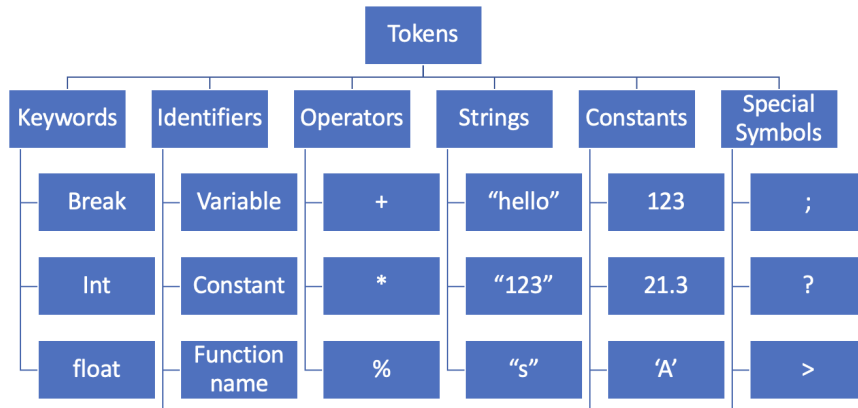 Tokens
Keywords
Identifiers
Operators
Strings
Constants
Special
Symbols
Break
Variable
+
“hello”
123
;
Int
Constant
*
“123”
21.3
?
float
Function
name
%
“s”
‘A’
>